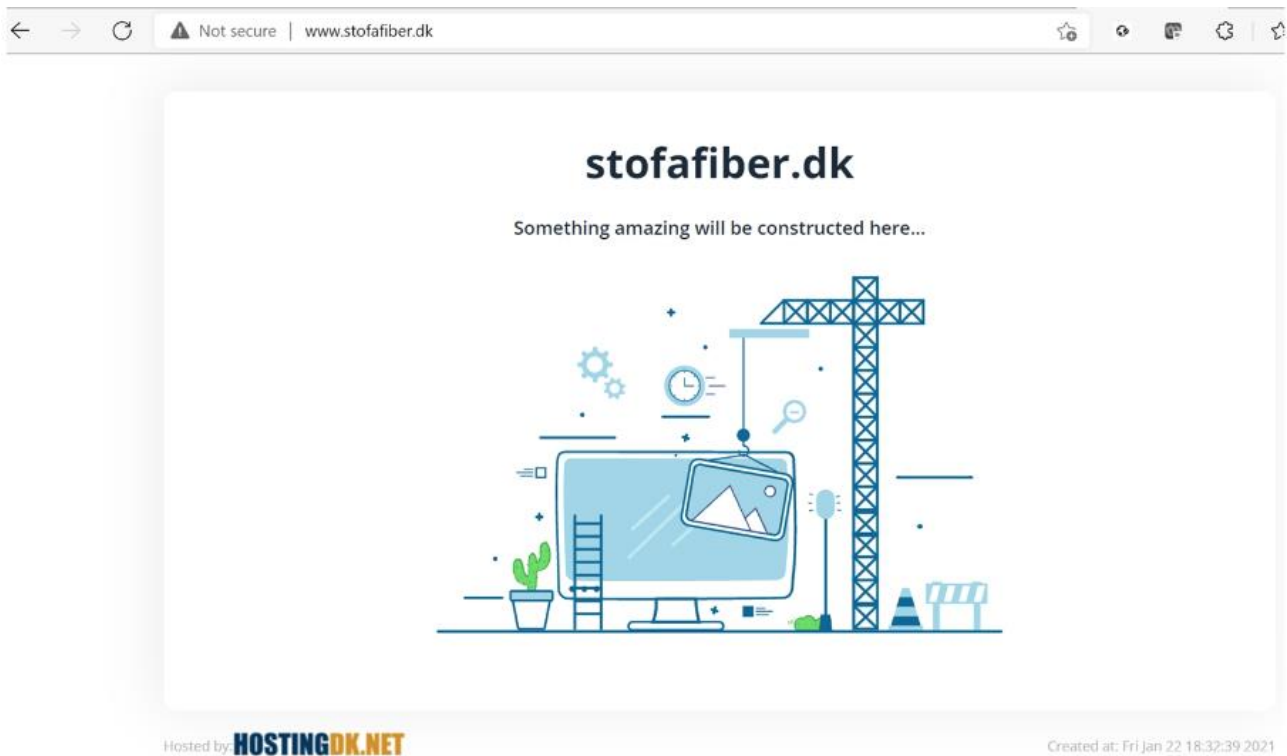 Not secure | www.stofafiber.dk
stofafiber.dk
Something amazing will be constructed here...
Hosted by: HOSTINGDK.NET
Created at: Fri Jan 22 18:32:39 2021